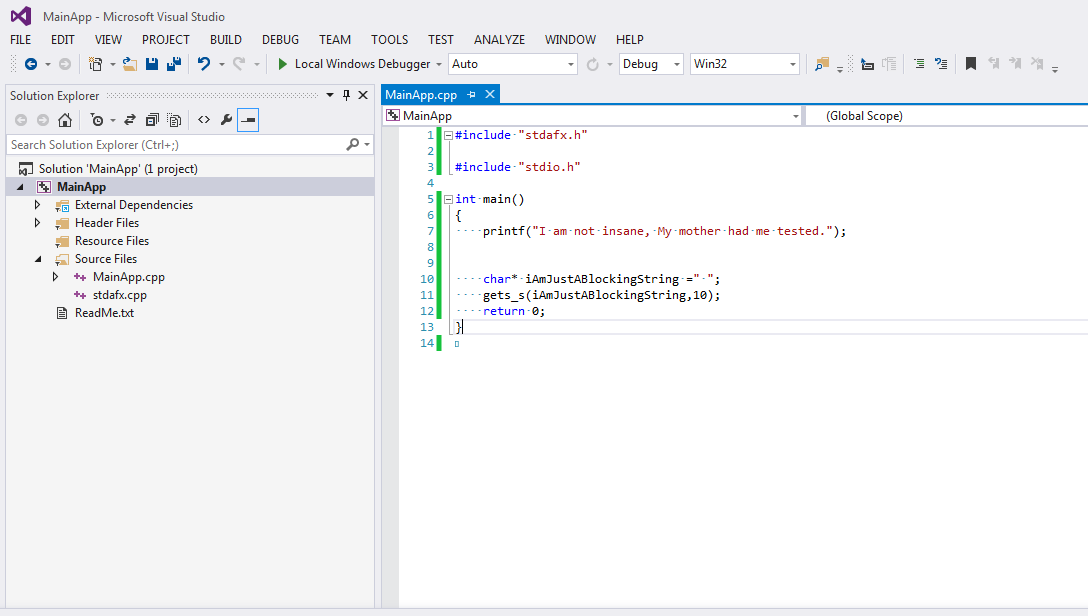 MainApp - Microsoft Visual Studio
FILE EDIT VIEW PROJECT BUILD DEBUG TEAM TOOLS TEST ANALYZE WINDOW HELP
Local Windows Debugger Auto Debug Win32
Solution Explorer
Search Solution Explorer (Ctrl+;)
Solution 'MainApp' (1 project)
MainApp
External Dependencies
Header Files
Resource Files
Source Files
MainApp.cpp
stdafx.cpp
ReadMe.txt
MainApp.cpp
MainApp (Global Scope)
1 #include "stdafx.h"
2
3 #include "stdio.h"
4
5 int main()
6 {
7 printf("I am not insane, My mother had me tested.");
8
9
10 char* iAmJustABlockingString =" ";
11 gets_s(iAmJustABlockingString,10);
12 return 0;
13 }
14